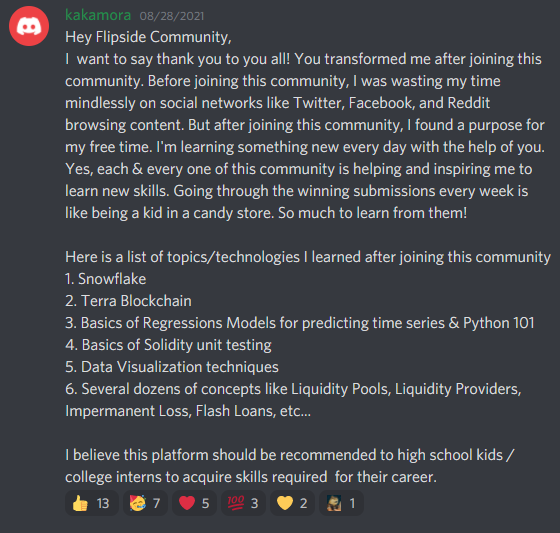 kakamora 08/28/2021
Hey Flipside Community,
I want to say thank you to you all! You transformed me after joining this
community. Before joining this community, I was wasting my time
mindlessly on social networks like Twitter, Facebook, and Reddit
browsing content. But after joining this community, I found a purpose for
my free time. I'm learning something new every day with the help of you.
Yes, each & every one of this community is helping and inspiring me to
learn new skills. Going through the winning submissions every week is
like being a kid in a candy store. So much to learn from them!
Here is a list of topics/technologies I learned after joining this community
1. Snowflake
2. Terra Blockchain
3. Basics of Regressions Models for predicting time series & Python 101
4. Basics of Solidity unit testing
5. Data Visualization techniques
6. Several dozens of concepts like Liquidity Pools, Liquidity Providers,
Impermanent Loss, Flash Loans, etc...
I believe this platform should be recommended to high school kids /
college interns to acquire skills required for their career.
👍 13 🥳 7 ❤️ 5 💯 3 💛 2 1